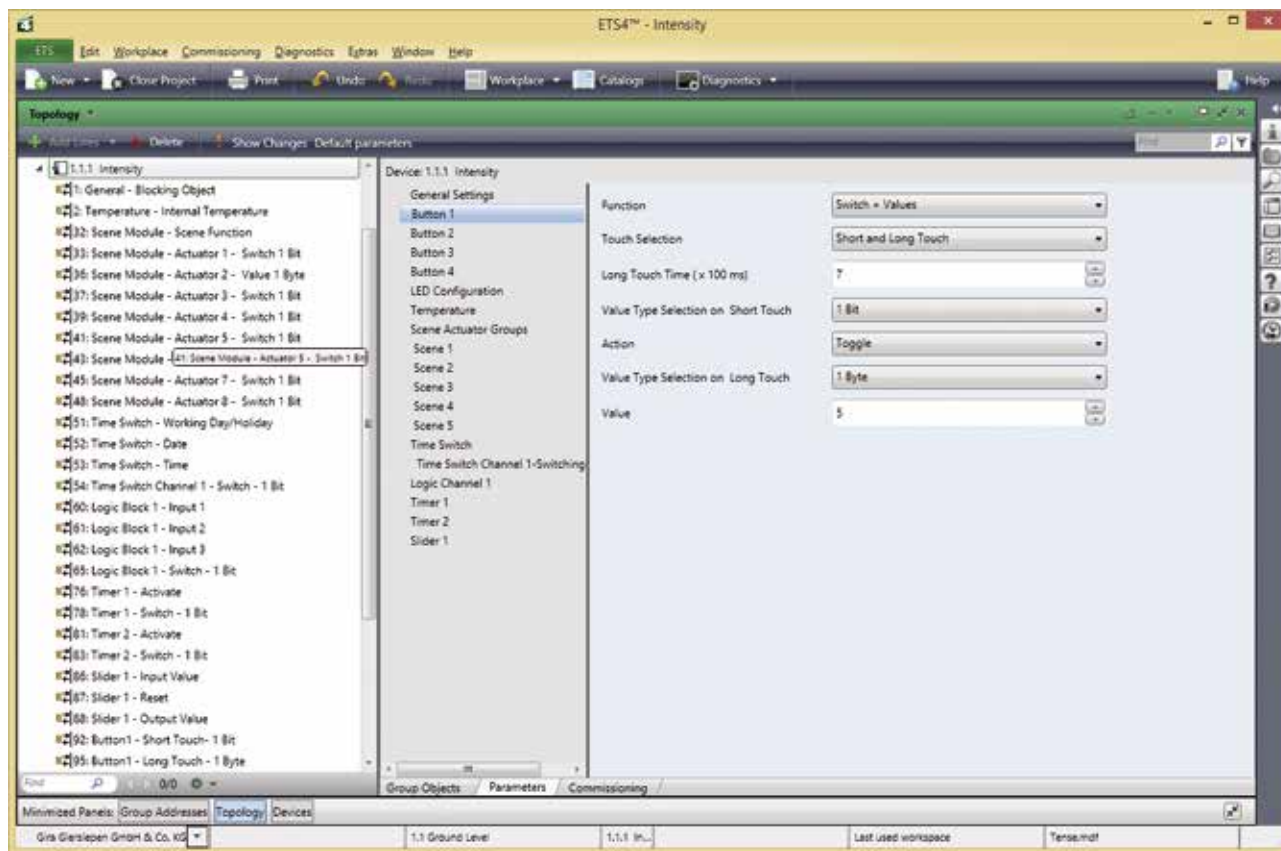 ETS4™ - Intensity
ETS Edit Workplace Commissioning Diagnostics Extras Window Help
New Close Project Print Undo Redo Workplace Catalogs Diagnostics Help
Topology
Add Lines Delete Show Changes Default parameters Find
1.1.1 Intensity
1: General - Blocking Object
2: Temperature - Internal Temperature
32: Scene Module - Scene Function
33: Scene Module - Actuator 1 - Switch 1 Bit
36: Scene Module - Actuator 2 - Value 1 Byte
37: Scene Module - Actuator 3 - Switch 1 Bit
39: Scene Module - Actuator 4 - Switch 1 Bit
41: Scene Module - Actuator 5 - Switch 1 Bit
43: Scene Module -
41: Scene Module - Actuator 5 - Switch 1 Bit
45: Scene Module - Actuator 7 - Switch 1 Bit
48: Scene Module - Actuator 8 - Switch 1 Bit
51: Time Switch - Working Day/Holiday
52: Time Switch - Date
53: Time Switch - Time
54: Time Switch Channel 1 - Switch - 1 Bit
60: Logic Block 1 - Input 1
61: Logic Block 1 - Input 2
62: Logic Block 1 - Input 3
65: Logic Block 1 - Switch - 1 Bit
76: Timer 1 - Activate
78: Timer 1 - Switch - 1 Bit
81: Timer 2 - Activate
83: Timer 2 - Switch - 1 Bit
86: Slider 1 - Input Value
87: Slider 1 - Reset
88: Slider 1 - Output Value
92: Button1 - Short Touch- 1 Bit
95: Button1 - Long Touch - 1 Byte
Find 0/0
Device: 1.1.1 Intensity
General Settings
Button 1
Button 2
Button 3
Button 4
LED Configuration
Temperature
Scene Actuator Groups
Scene 1
Scene 2
Scene 3
Scene 4
Scene 5
Time Switch
Time Switch Channel 1-Switching
Logic Channel 1
Timer 1
Timer 2
Slider 1
Function Switch + Values
Touch Selection Short and Long Touch
Long Touch Time ( x 100 ms) 7
Value Type Selection on Short Touch 1 Bit
Action Toggle
Value Type Selection on Long Touch 1 Byte
Value 5
Group Objects Parameters Commissioning
Minimized Panels: Group Addresses Topology Devices
Gira Giersiepen GmbH & Co. KG 1.1 Ground Level 1.1.1 In... Last used workspace Tense.mdf